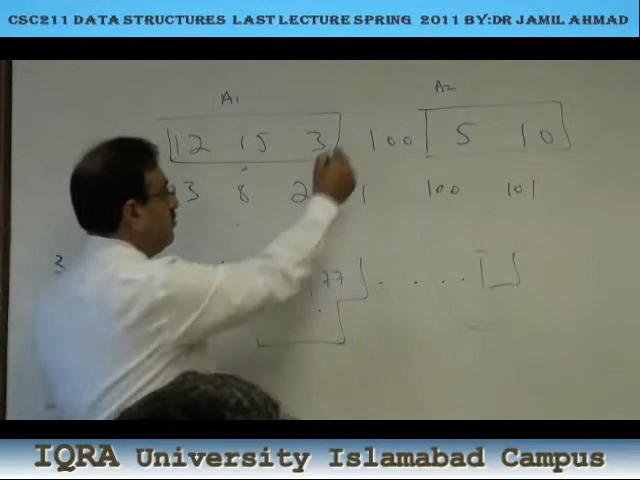 CSC211 DATA STRUCTURES LAST LECTURE SPRING 2011 BY:DR JAMIL AHMAD
A1 A2
12 15 3 100 5 10
3 8 2 1 100 101
3 77
IQRA University Islamabad Campus